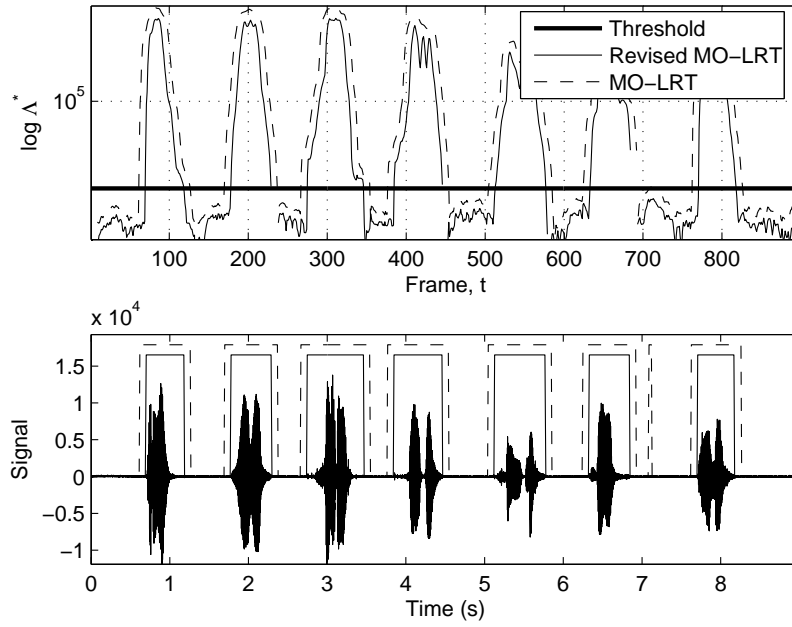 Threshold
Revised MO−LRT
MO−LRT
log Λ*
10^5
100 200 300 400 500 600 700 800
Frame, t
x 10^4
1.5
1
0.5
0
−0.5
−1
Signal
0 1 2 3 4 5 6 7 8
Time (s)